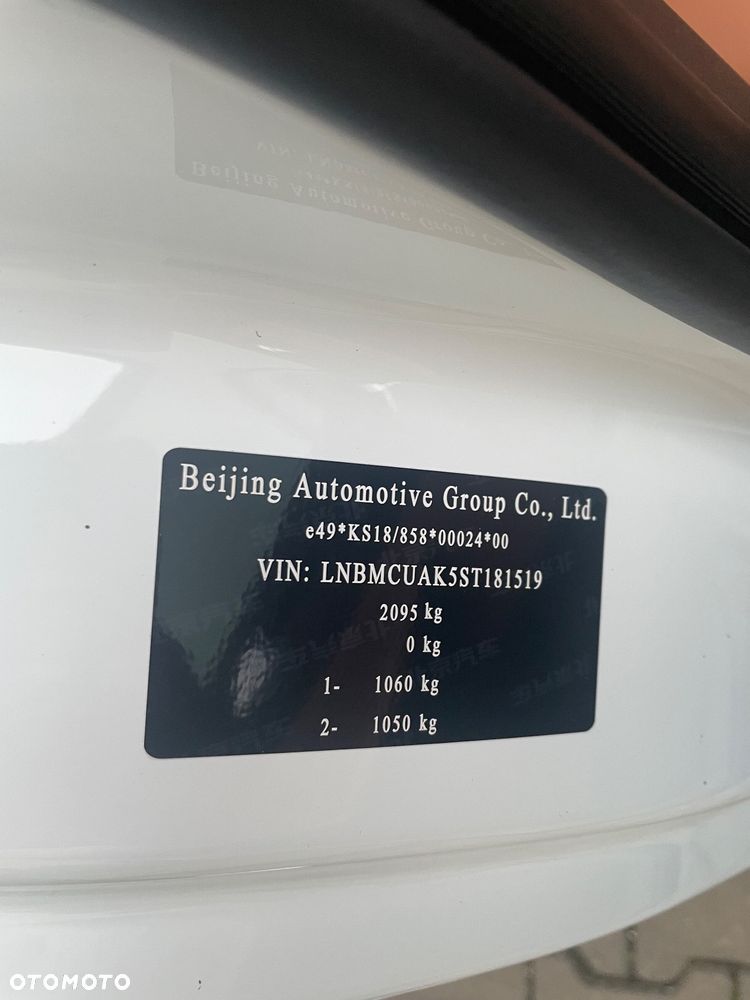 Beijing Automotive Group Co., Ltd.
e49*KS18/858*00024*00
VIN: LNBMCUAK5ST181519
2095 kg
0 kg
1- 1060 kg
2- 1050 kg
OTOMOTO